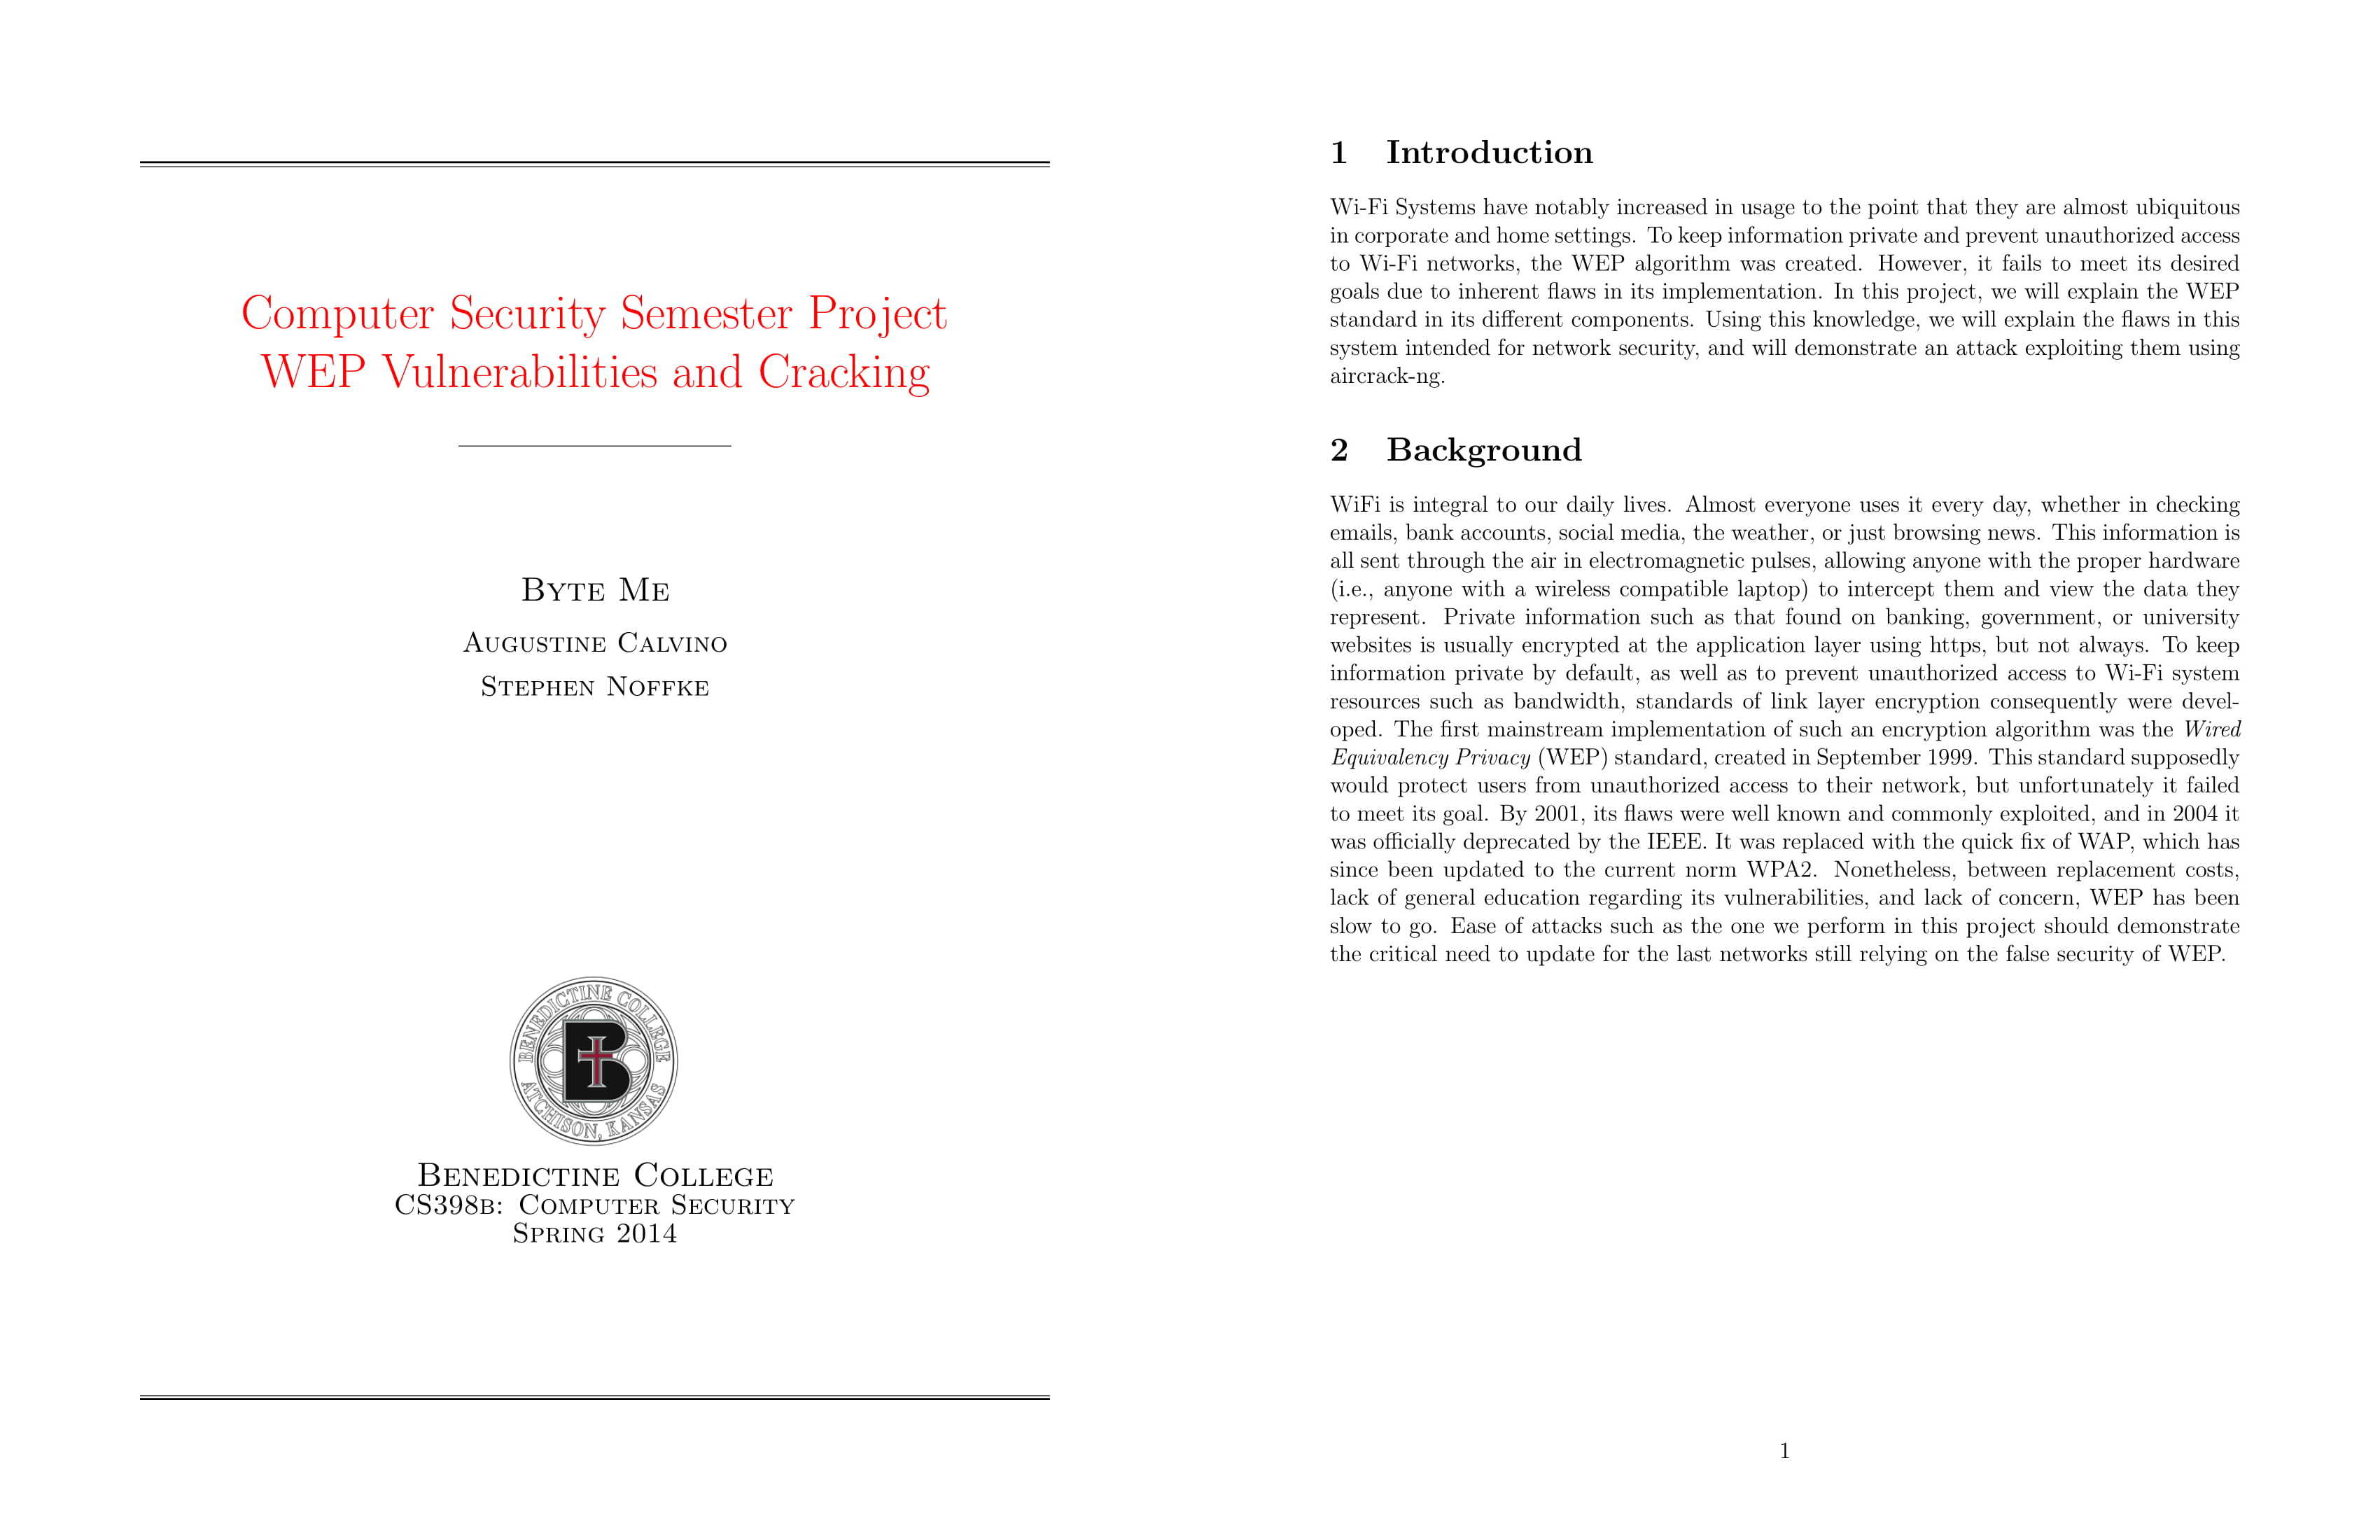 Computer Security Semester Project
WEP Vulnerabilities and Cracking
Byte Me
Augustine Calvino
Stephen Noffke
BENEDICTINE COLLEGE
ATCHISON, KANSAS
B
Benedictine College
CS398b: Computer Security
Spring 2014
1 Introduction
Wi-Fi Systems have notably increased in usage to the point that they are almost ubiquitous
in corporate and home settings. To keep information private and prevent unauthorized access
to Wi-Fi networks, the WEP algorithm was created. However, it fails to meet its desired
goals due to inherent flaws in its implementation. In this project, we will explain the WEP
standard in its different components. Using this knowledge, we will explain the flaws in this
system intended for network security, and will demonstrate an attack exploiting them using
aircrack-ng.
2 Background
WiFi is integral to our daily lives. Almost everyone uses it every day, whether in checking
emails, bank accounts, social media, the weather, or just browsing news. This information is
all sent through the air in electromagnetic pulses, allowing anyone with the proper hardware
(i.e., anyone with a wireless compatible laptop) to intercept them and view the data they
represent. Private information such as that found on banking, government, or university
websites is usually encrypted at the application layer using https, but not always. To keep
information private by default, as well as to prevent unauthorized access to Wi-Fi system
resources such as bandwidth, standards of link layer encryption consequently were devel-
oped. The first mainstream implementation of such an encryption algorithm was the Wired
Equivalency Privacy (WEP) standard, created in September 1999. This standard supposedly
would protect users from unauthorized access to their network, but unfortunately it failed
to meet its goal. By 2001, its flaws were well known and commonly exploited, and in 2004 it
was officially deprecated by the IEEE. It was replaced with the quick fix of WAP, which has
since been updated to the current norm WPA2. Nonetheless, between replacement costs,
lack of general education regarding its vulnerabilities, and lack of concern, WEP has been
slow to go. Ease of attacks such as the one we perform in this project should demonstrate
the critical need to update for the last networks still relying on the false security of WEP.
1